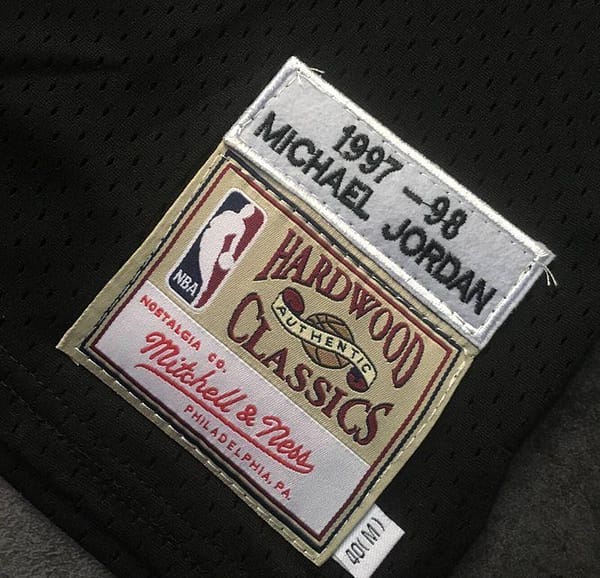 1997-98
MICHAEL JORDAN
NBA
HARDWOOD
AUTHENTIC
CLASSICS
NOSTALGIA CO.
Mitchell & Ness
PHILADELPHIA, PA.
40(M)